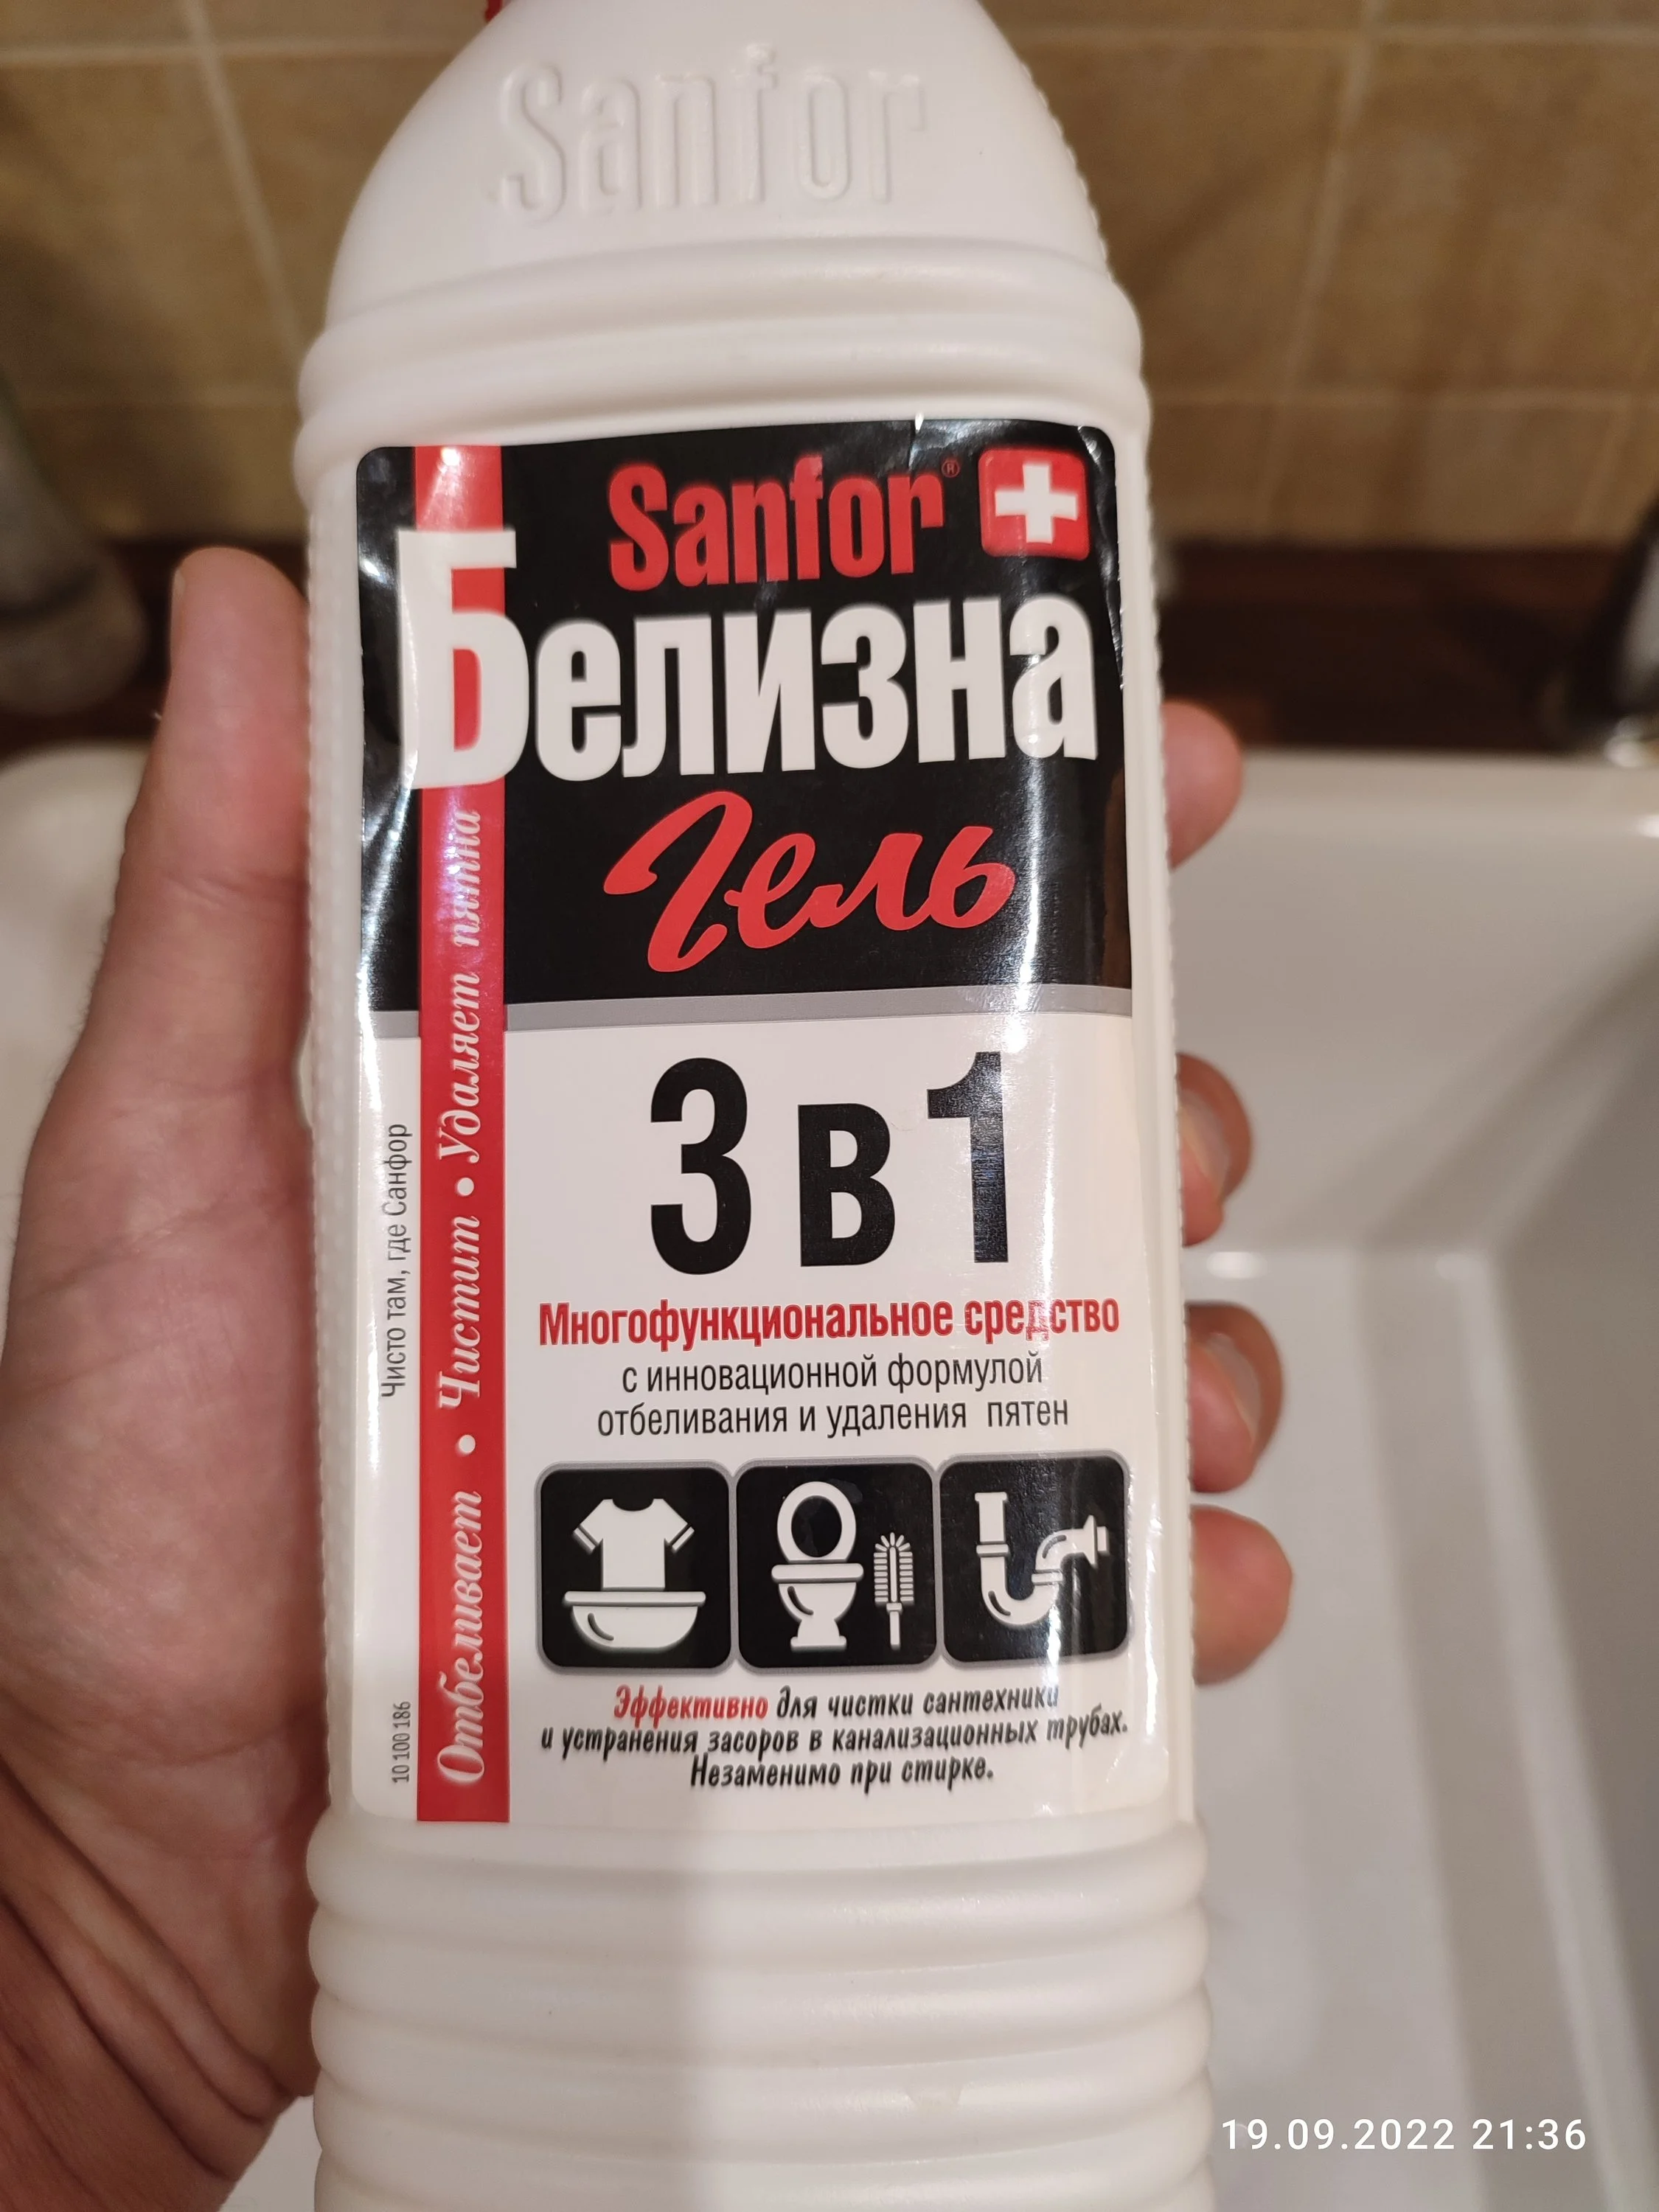 Sanfor
Sanfor®
Белизна
Гель
3 в 1
Многофункциональное средство
с инновационной формулой
отбеливания и удаления пятен
Эффективно для чистки сантехники
и устранения засоров в канализационных трубах.
Незаменимо при стирке.
Отбеливает • Чистит • Удаляет пятна
Чисто там, где Санфор
10 100 186
19.09.2022 21:36